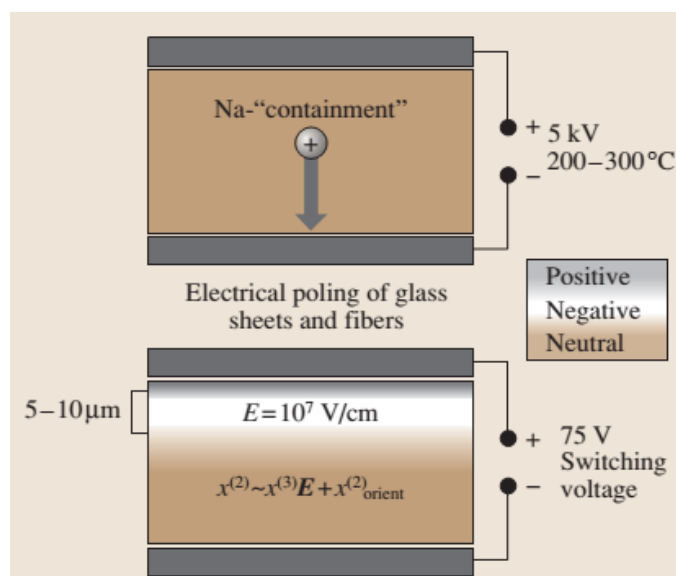 Na-“containment”
+
+ 5 kV
− 200–300°C
Electrical poling of glass
sheets and fibers
Positive
Negative
Neutral
5–10µm
E=10⁷ V/cm
x⁽²⁾~x⁽³⁾E+x⁽²⁾orient
+ 75 V
Switching
− voltage